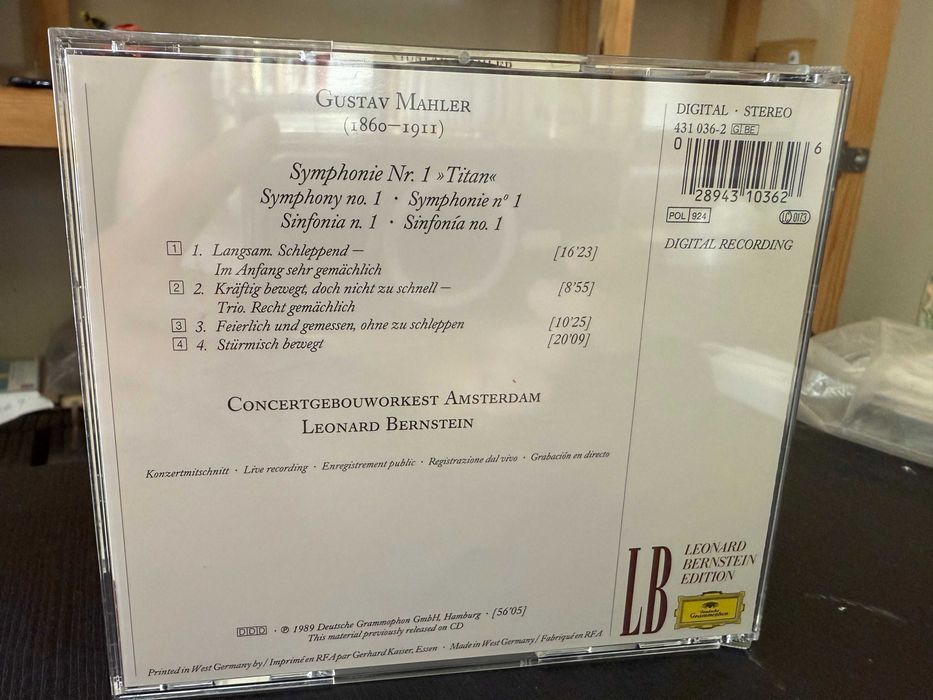 GUSTAV MAHLER
(1860–1911)
Symphonie Nr. 1 »Titan«
Symphony no. 1 · Symphonie nº 1
Sinfonia n. 1 · Sinfonía no. 1
1 1. Langsam. Schleppend – [16'23]
Im Anfang sehr gemächlich
2 2. Kräftig bewegt, doch nicht zu schnell – [8'55]
Trio. Recht gemächlich
3 3. Feierlich und gemessen, ohne zu schleppen [10'25]
4 4. Stürmisch bewegt [20'09]
CONCERTGEBOUWORKEST AMSTERDAM
LEONARD BERNSTEIN
Konzertmitschnitt · Live recording · Enregistrement public · Registrazione dal vivo · Grabación en directo
DDD · ℗ 1989 Deutsche Grammophon GmbH, Hamburg · [56'05]
This material previously released on CD
Printed in West Germany by / Imprimé en RFA par Gerhard Kaiser, Essen · Made in West Germany / Fabriqué en RFA
DIGITAL · STEREO
431 036-2 G BE
0 28943 10362 6
POL 924
LC 0173
DIGITAL RECORDING
LB
LEONARD
BERNSTEIN
EDITION
Deutsche
Grammophon